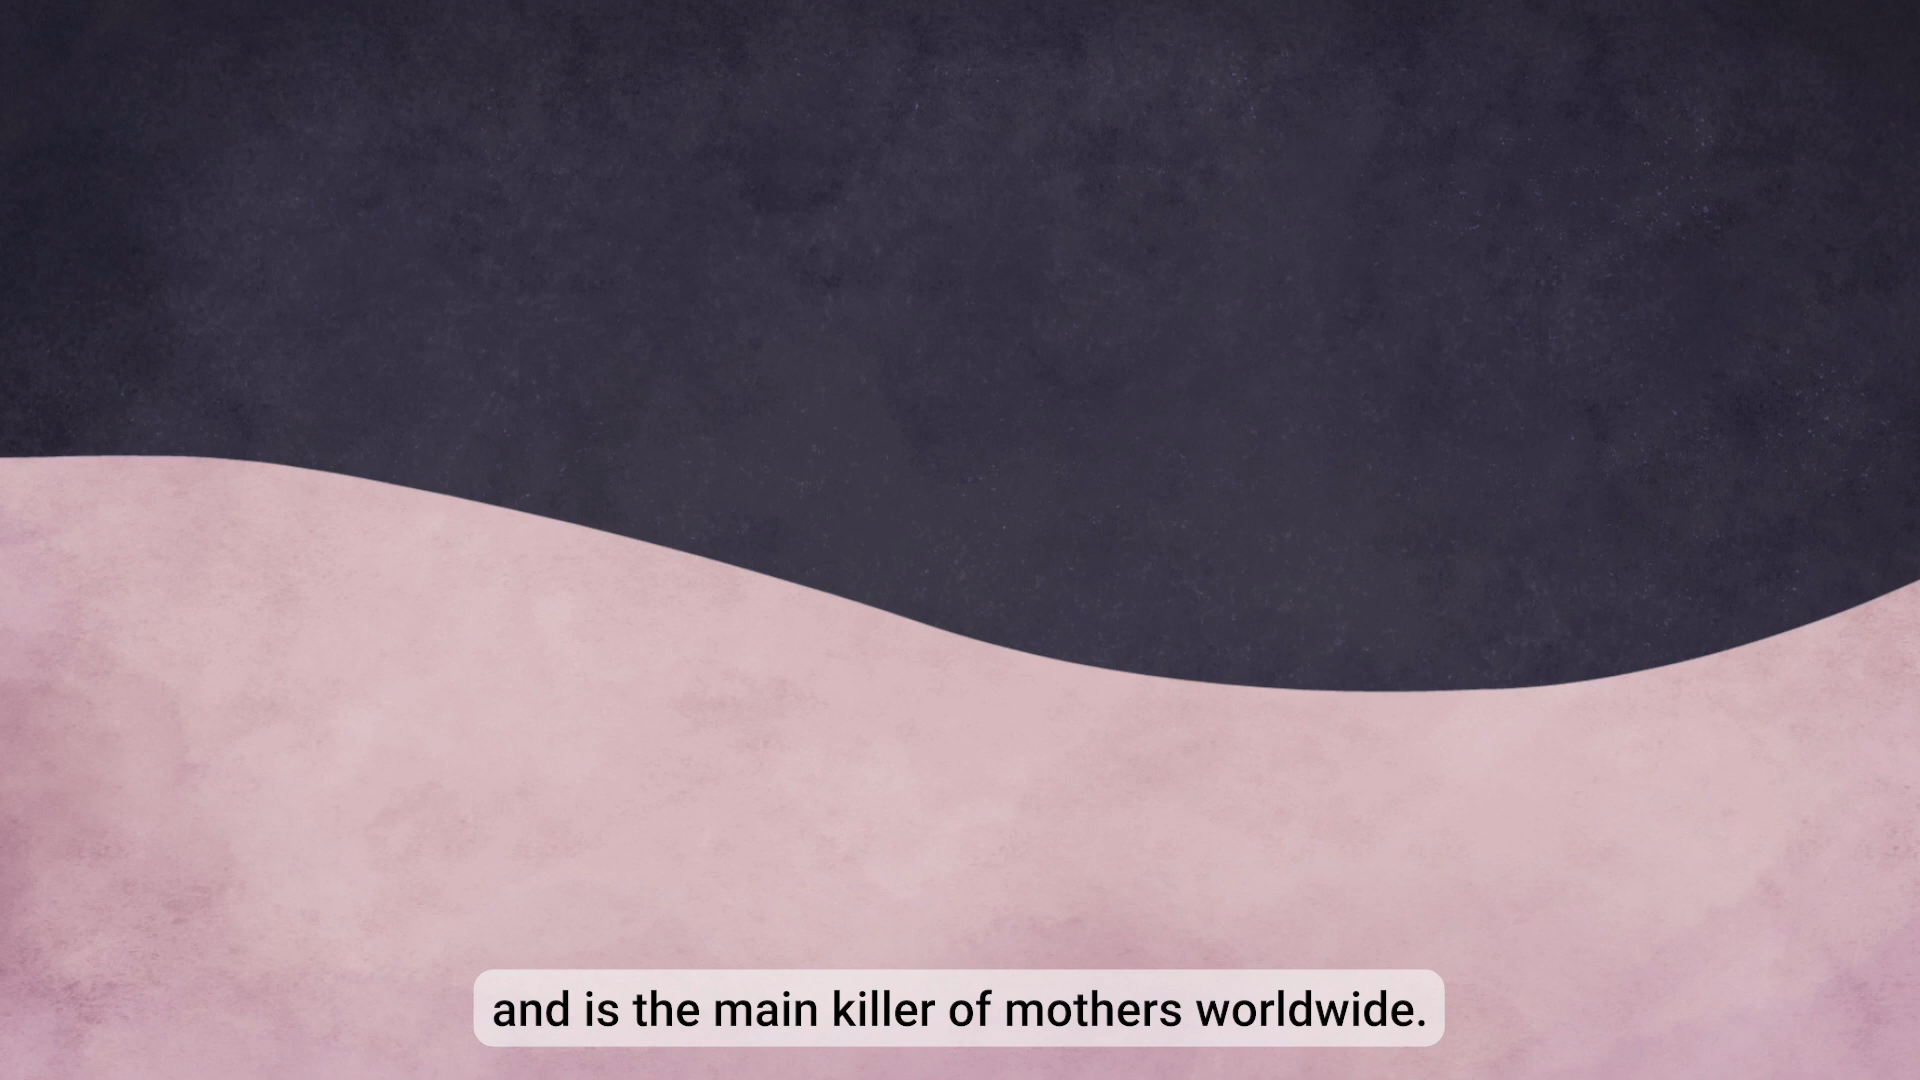 and is the main killer of mothers worldwide.